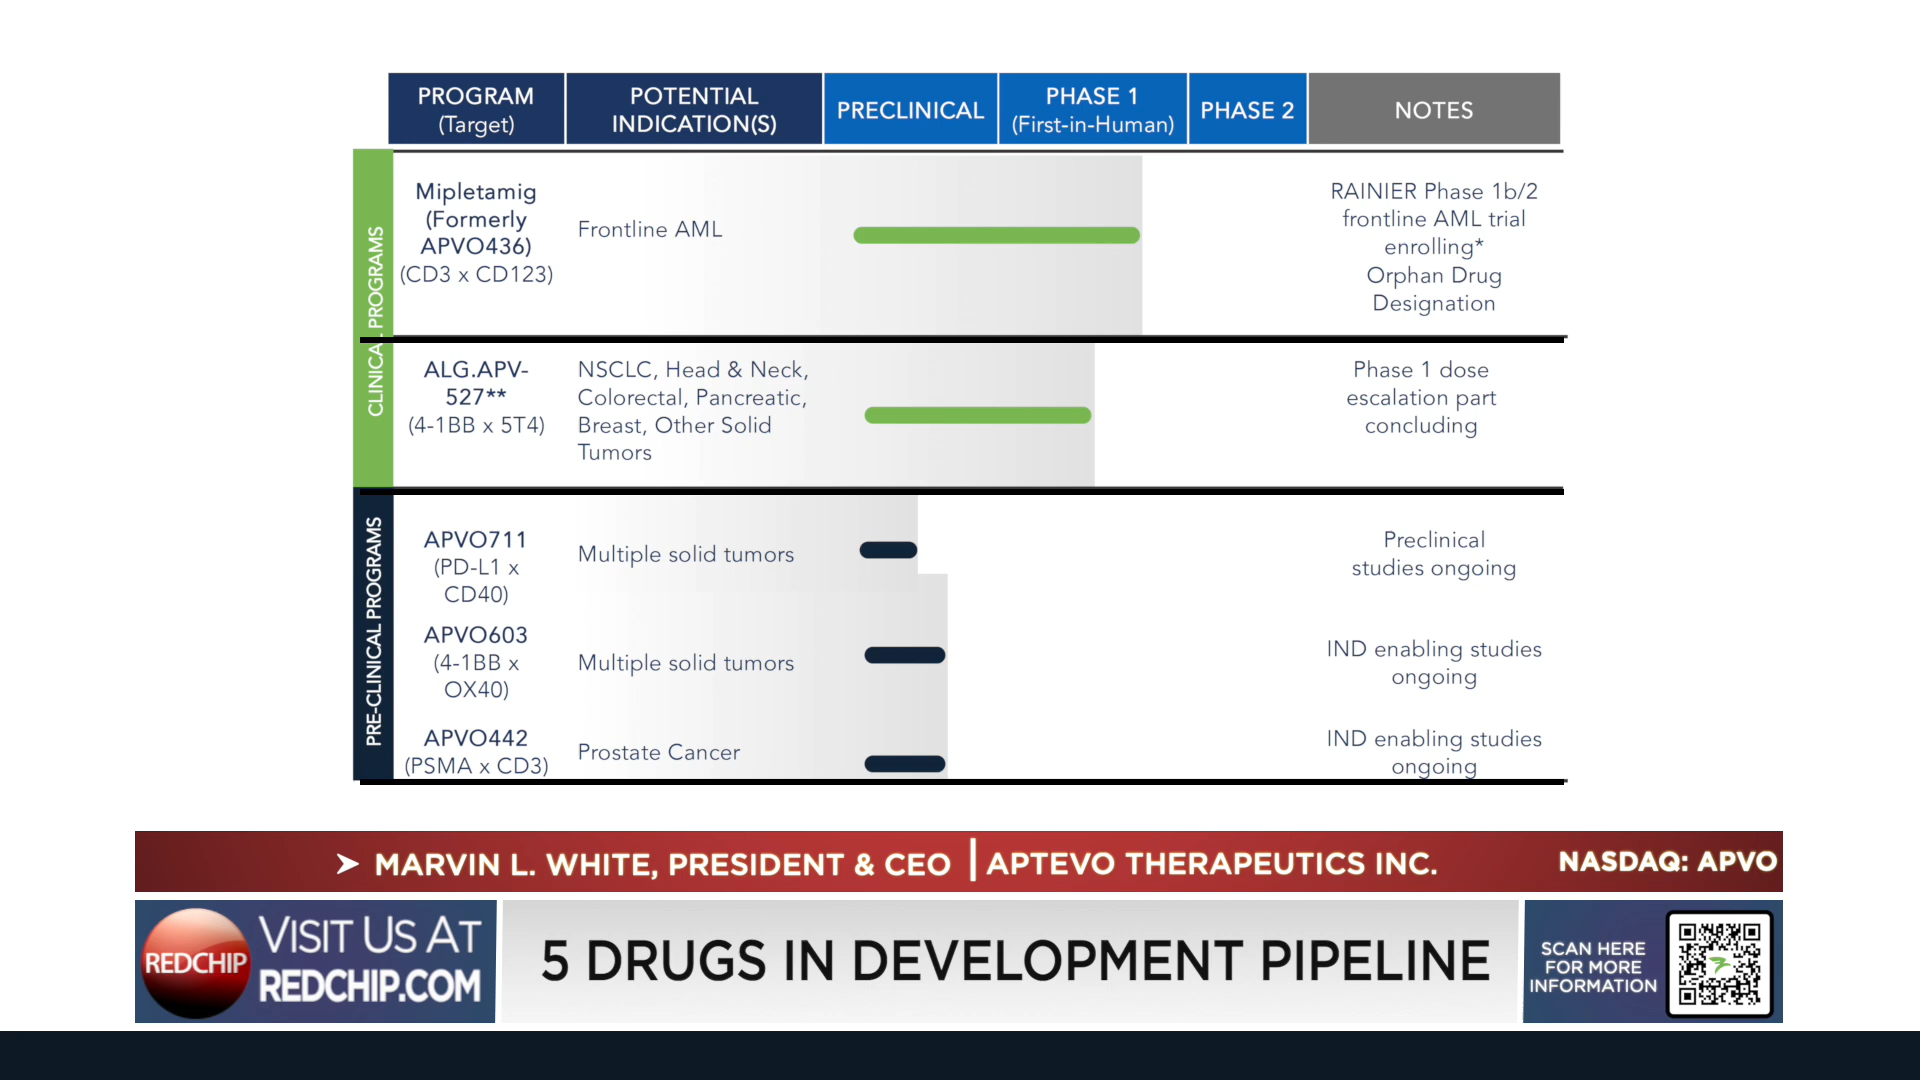 PROGRAM
(Target)
POTENTIAL
INDICATION(S)
PRECLINICAL
PHASE 1
(First-in-Human)
PHASE 2
NOTES
CLINICAL PROGRAMS
Mipletamig
(Formerly
APVO436)
(CD3 x CD123)
Frontline AML
RAINIER Phase 1b/2
frontline AML trial
enrolling*
Orphan Drug
Designation
ALG.APV-
527**
(4-1BB x 5T4)
NSCLC, Head & Neck,
Colorectal, Pancreatic,
Breast, Other Solid
Tumors
Phase 1 dose
escalation part
concluding
PRE-CLINICAL PROGRAMS
APVO711
(PD-L1 x
CD40)
Multiple solid tumors
Preclinical
studies ongoing
APVO603
(4-1BB x
OX40)
Multiple solid tumors
IND enabling studies
ongoing
APVO442
(PSMA x CD3)
Prostate Cancer
IND enabling studies
ongoing
MARVIN L. WHITE, PRESIDENT & CEO | APTEVO THERAPEUTICS INC.
NASDAQ: APVO
REDCHIP
VISIT US AT
REDCHIP.COM
5 DRUGS IN DEVELOPMENT PIPELINE
SCAN HERE
FOR MORE
INFORMATION